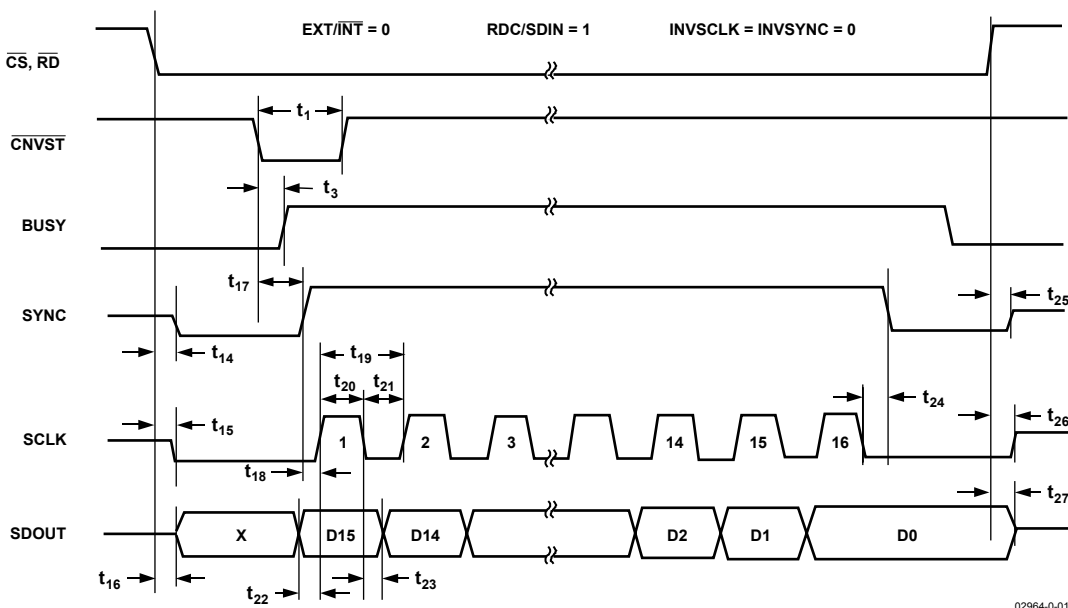 EXT/INT = 0 RDC/SDIN = 1 INVSCLK = INVSYNC = 0
CS, RD
t1
CNVST
t3
BUSY
t17
SYNC
t25
t14
t19
t20 t21
t24
t15
t26
SCLK
1 2 3 14 15 16
t18
t27
SDOUT
X D15 D14 D2 D1 D0
t16
t22
t23
02964-0-01